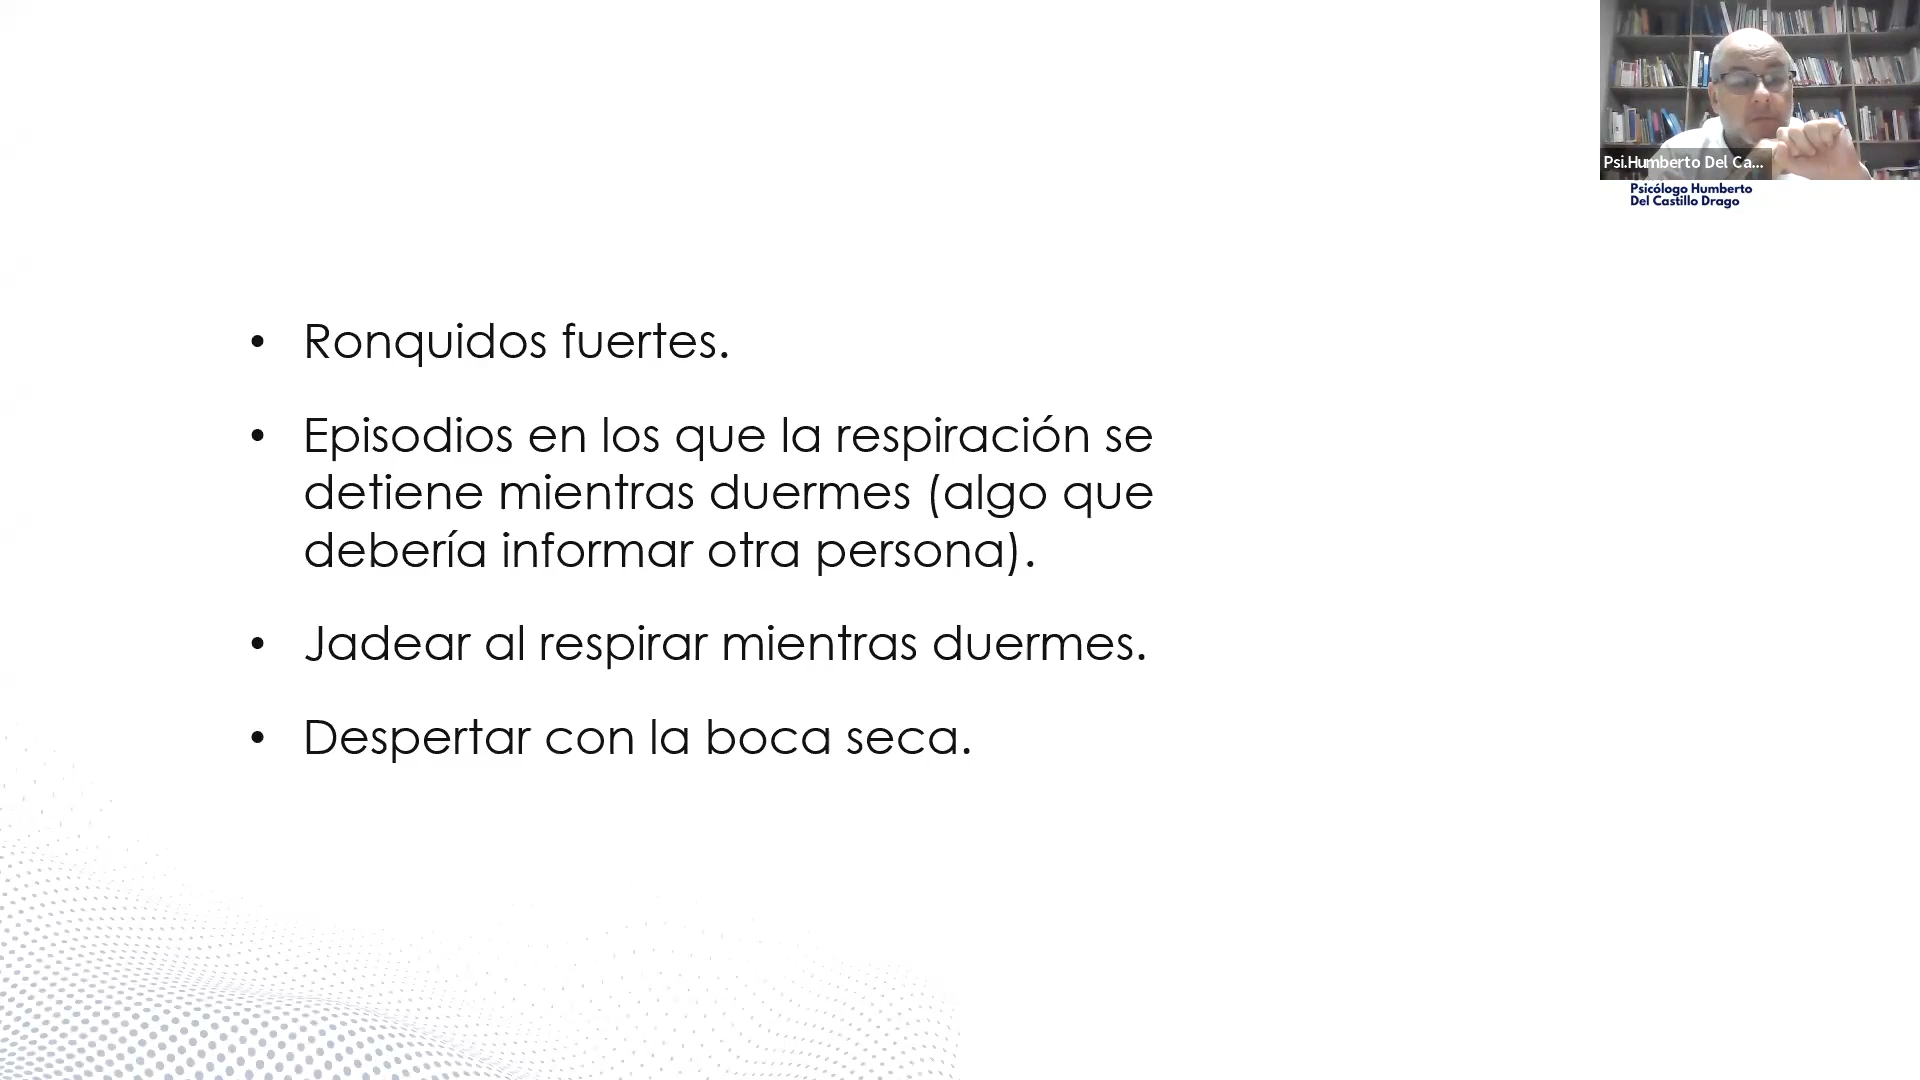 Psi.Humberto Del Ca...
Psicólogo Humberto
Del Castillo Drago
• Ronquidos fuertes.
• Episodios en los que la respiración se
detiene mientras duermes (algo que
debería informar otra persona).
• Jadear al respirar mientras duermes.
• Despertar con la boca seca.